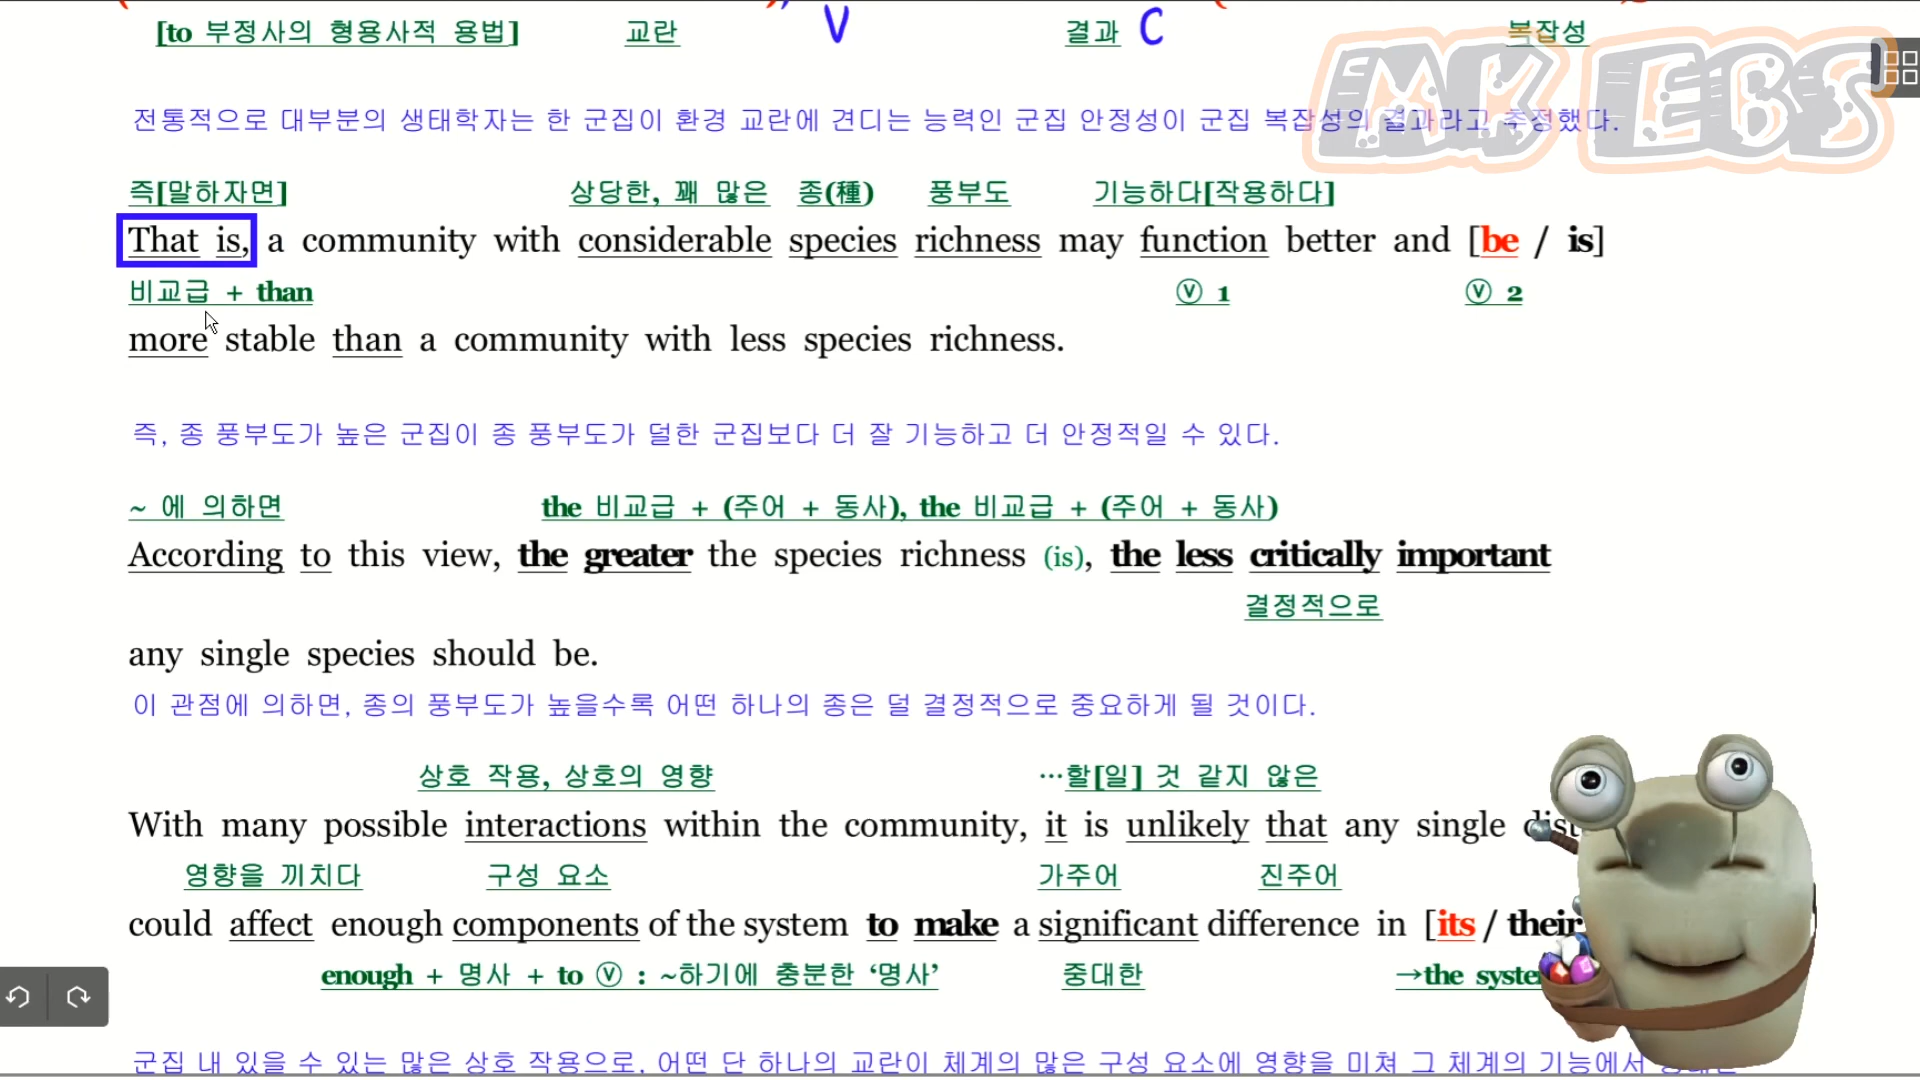 [to 부정사의 형용사적 용법] 교란 V 결과 C 복잡성
MK EBS
전통적으로 대부분의 생태학자는 한 군집이 환경 교란에 견디는 능력인 군집 안정성이 군집 복잡성의 결과라고 추정했다.
즉[말하자면] 상당한, 꽤 많은 종(種) 풍부도 기능하다[작용하다]
That is, a community with considerable species richness may function better and [be / is]
비교급 + than ⓥ 1 ⓥ 2
more stable than a community with less species richness.
즉, 종 풍부도가 높은 군집이 종 풍부도가 덜한 군집보다 더 잘 기능하고 더 안정적일 수 있다.
~ 에 의하면 the 비교급 + (주어 + 동사), the 비교급 + (주어 + 동사)
According to this view, the greater the species richness (is), the less critically important
결정적으로
any single species should be.
이 관점에 의하면, 종의 풍부도가 높을수록 어떤 하나의 종은 덜 결정적으로 중요하게 될 것이다.
상호 작용, 상호의 영향 …할[일] 것 같지 않은
With many possible interactions within the community, it is unlikely that any single
영향을 끼치다 구성 요소 가주어 진주어
could affect enough components of the system to make a significant difference in [its / their
enough + 명사 + to ⓥ : ~하기에 충분한 ‘명사’ 중대한 →the system
군집 내 있을 수 있는 많은 상호 작용으로, 어떤 단 하나의 교란이 체계의 많은 구성 요소에 영향을 미쳐 그 체계의 기능에서